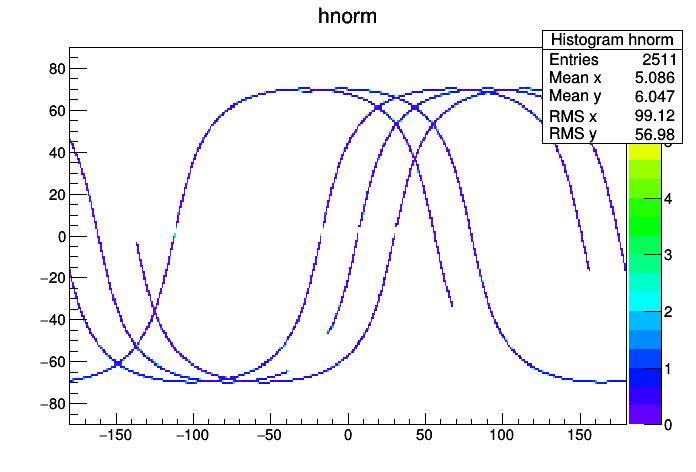 hnorm
Histogram hnorm
Entries 2511
Mean x 5.086
Mean y 6.047
RMS x 99.12
RMS y 56.98
80
60
40
20
0
−20
−40
−60
−80
−150 −100 −50 0 50 100 150
4
3
2
1
0